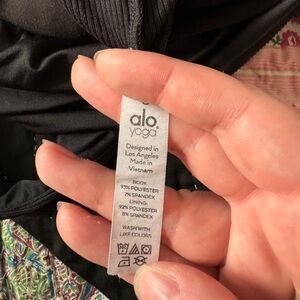 alo
yoga
Designed in
Los Angeles
Made in
Vietnam
BODY:
93% POLYESTER
7% SPANDEX
LINING:
92% POLYESTER
8% SPANDEX
WASH WITH
LIKE COLORS